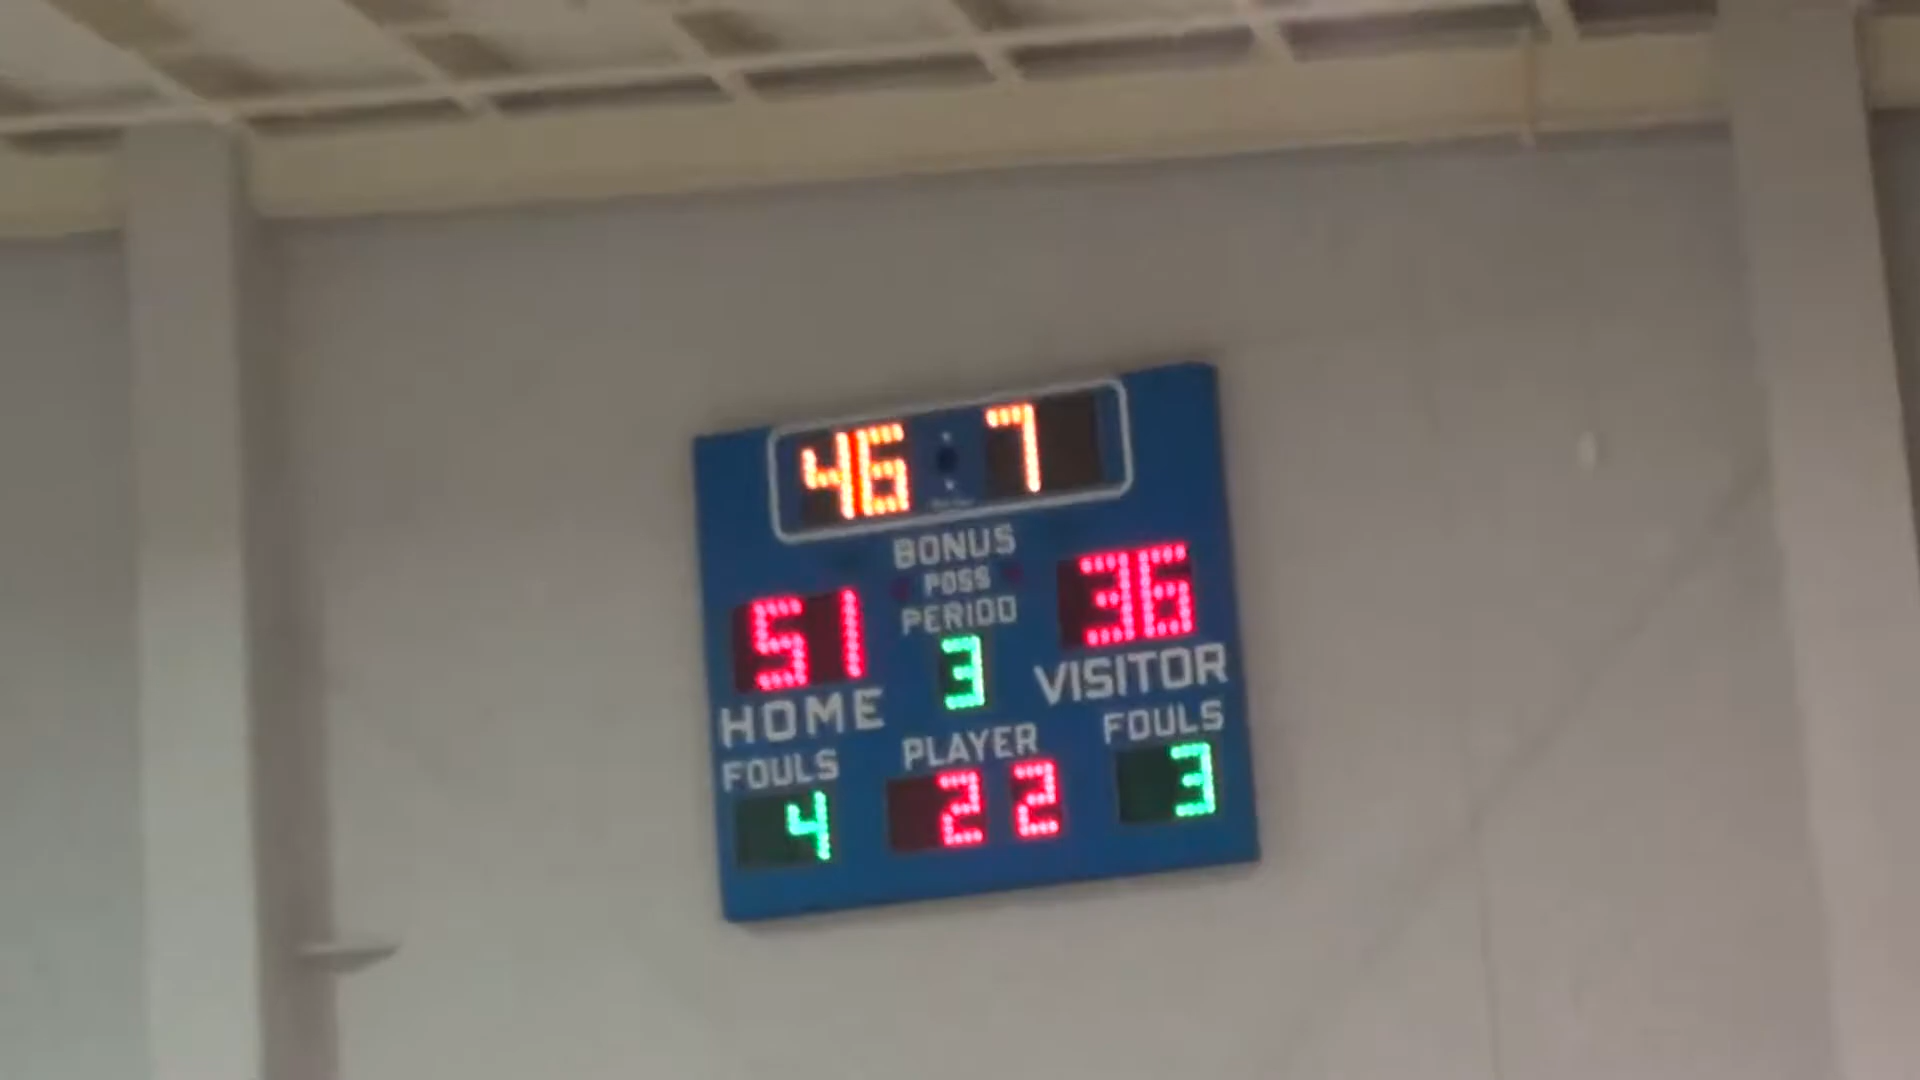 46 : 7
BONUS
POSS
PERIOD
51 3 36
HOME VISITOR
FOULS PLAYER FOULS
4 2 2 3